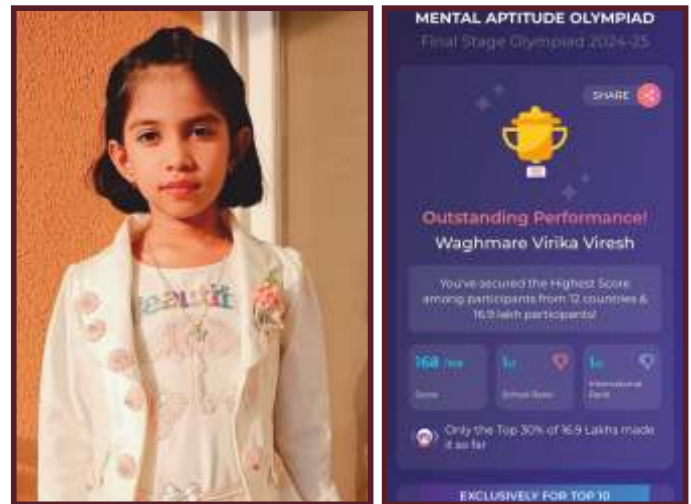 MENTAL APTITUDE OLYMPIAD
Final Stage Olympiad 2024-25
SHARE
Outstanding Performance!
Waghmare Virika Viresh
You've secured the Highest Score
among participants from 12 countries &
16.9 lakh participants!
168
1st
1st
Score
School Rank
International
Rank
Only the Top 30% of 16.9 Lakhs made
it so far
EXCLUSIVELY FOR TOP 10